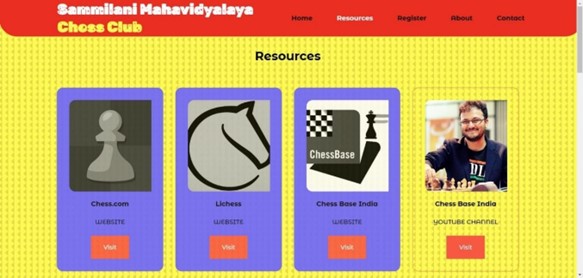 Sammilani Mahavidyalaya
Chess Club
Home Resources Register About Contact
Resources
ChessBase
DL
Chess.com
WEBSITE
Visit
Lichess
WEBSITE
Visit
Chess Base India
WEBSITE
Visit
Chess Base India
YOUTUBE CHANNEL
Visit